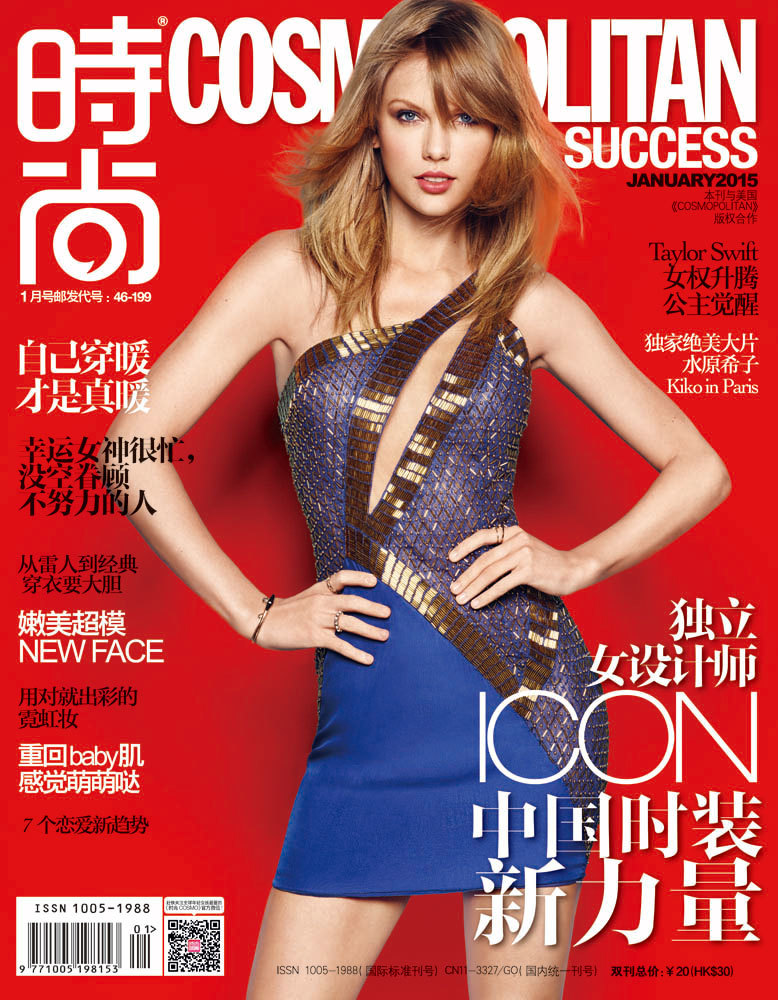 時尚
®
COSMOPOLITAN
SUCCESS
JANUARY2015
本刊与美国
《COSMOPOLITAN》
版权合作
1月号邮发代号：46-199
Taylor Swift
女权升腾
公主觉醒
独家绝美大片
水原希子
Kiko in Paris
自己穿暖
才是真暖
幸运女神很忙，
没空眷顾
不努力的人
从雷人到经典
穿衣要大胆
嫩美超模
NEW FACE
用对就出彩的
霓虹妆
重回baby肌
感觉萌萌哒
7个恋爱新趋势
独立
女设计师
ICON
中国时装
新力量
ISSN 1005-1988
01>
9 771005 198153
ISSN 1005-1988( 国际标准刊号) CN11-3327/GO( 国内统一刊号) 双刊总价：￥20(HK$30)